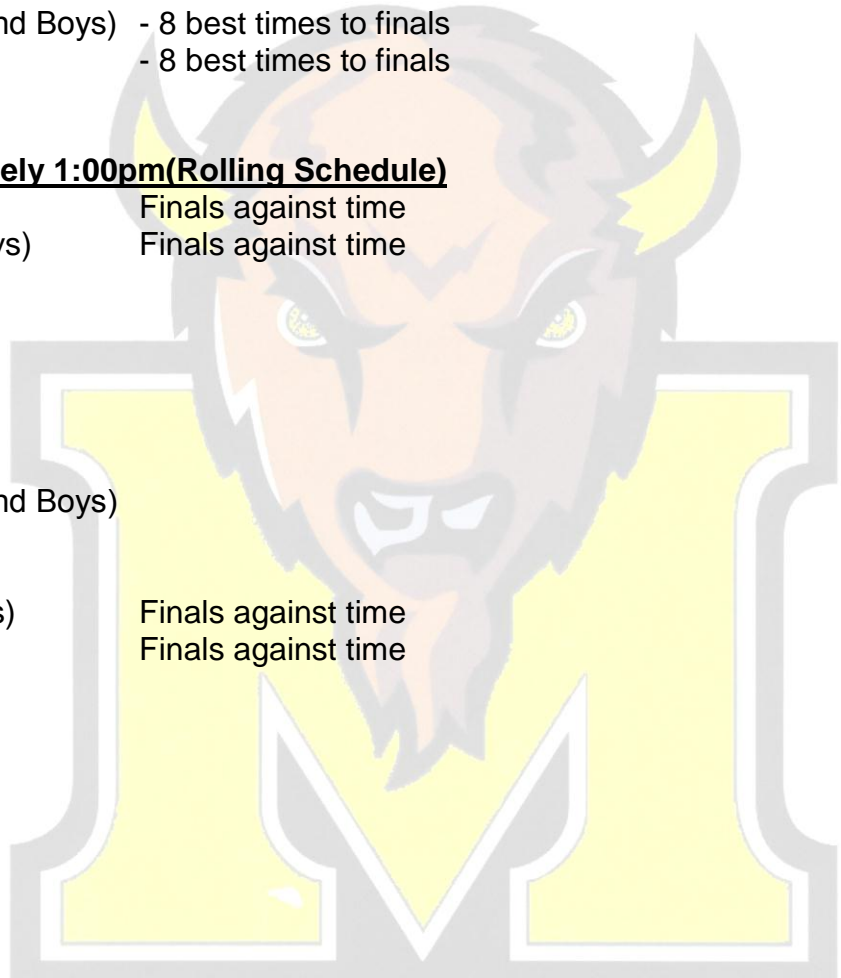 nd Boys) - 8 best times to finals
- 8 best times to finals
ely 1:00pm(Rolling Schedule)
Finals against time
ys) Finals against time
nd Boys)
s) Finals against time
Finals against time
M